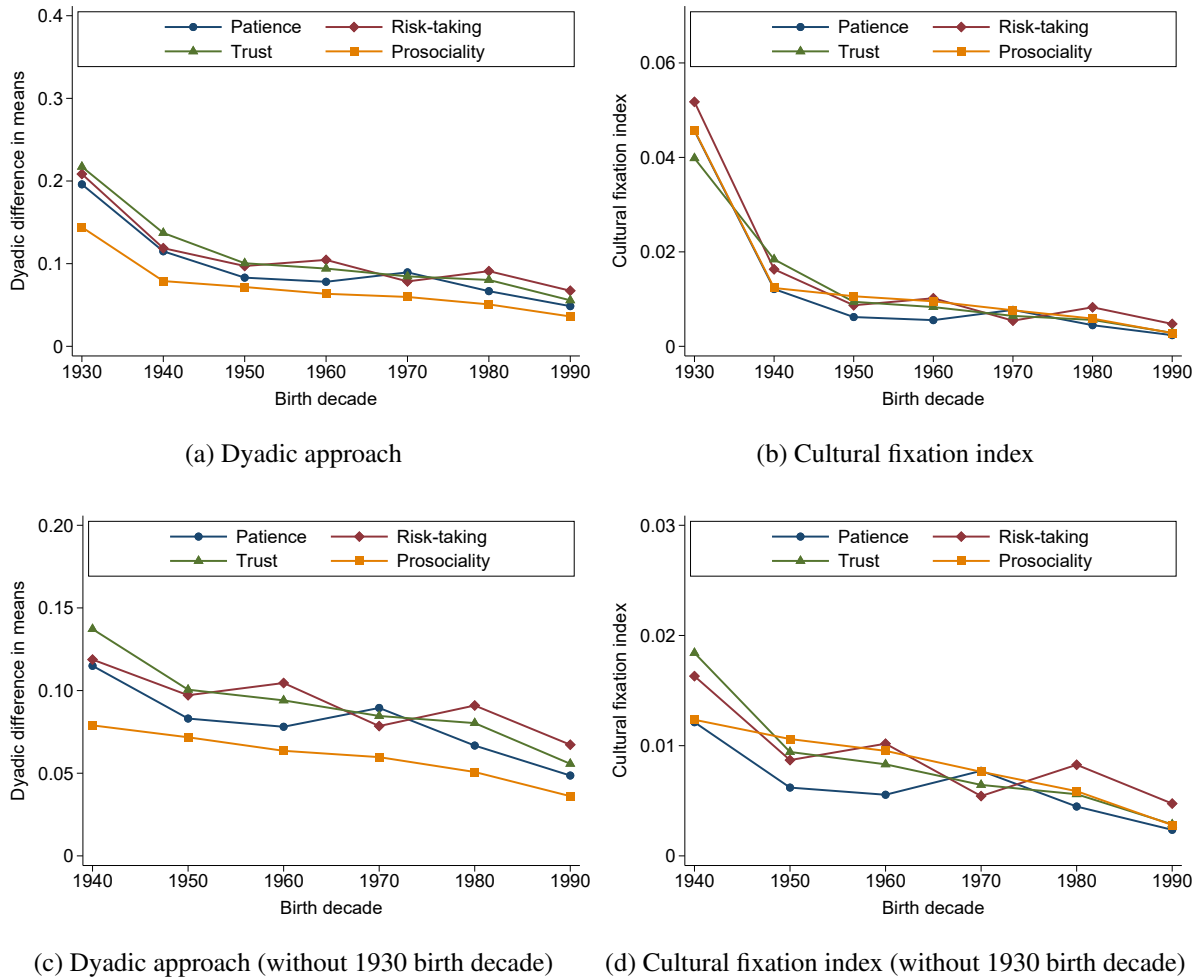 Patience
Risk-taking
Trust
Prosociality
0.4
0.3
0.2
0.1
0
Dyadic difference in means
1930 1940 1950 1960 1970 1980 1990
Birth decade
(a) Dyadic approach
Patience
Risk-taking
Trust
Prosociality
0.06
0.04
0.02
0
Cultural fixation index
1930 1940 1950 1960 1970 1980 1990
Birth decade
(b) Cultural fixation index
Patience
Risk-taking
Trust
Prosociality
0.20
0.15
0.10
0.05
0
Dyadic difference in means
1940 1950 1960 1970 1980 1990
Birth decade
(c) Dyadic approach (without 1930 birth decade)
Patience
Risk-taking
Trust
Prosociality
0.03
0.02
0.01
0
Cultural fixation index
1940 1950 1960 1970 1980 1990
Birth decade
(d) Cultural fixation index (without 1930 birth decade)